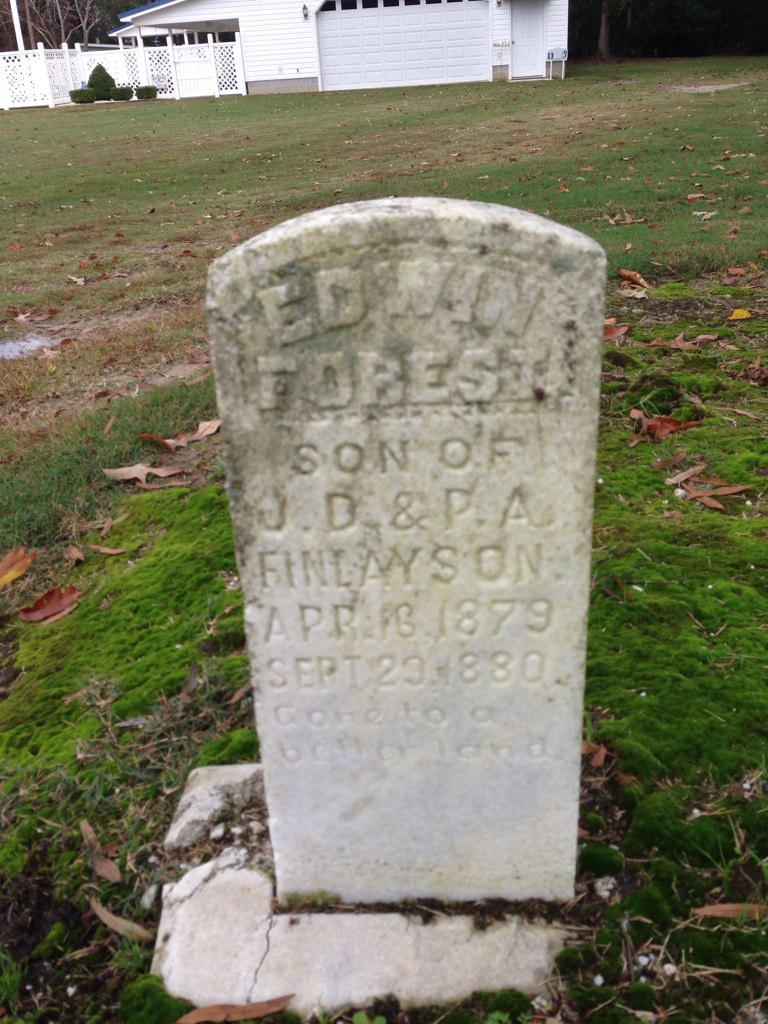 EDWIN
FOREST.
SON OF
J.D. & P.A.
FINLAYSON.
APR. 16, 1879
SEPT. 29, 1880.
Gone to a
better land.